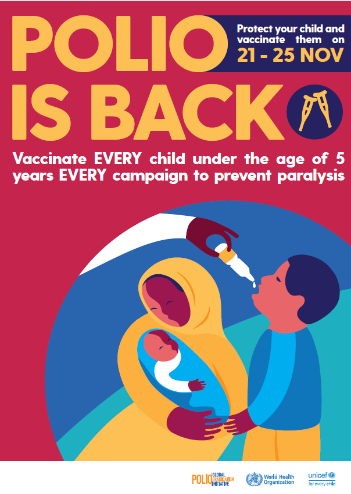 POLIO
Protect your child and
vaccinate them on
21 - 25 NOV
IS BACK
Vaccinate EVERY child under the age of 5
years EVERY campaign to prevent paralysis
POLIO GLOBAL
ERADICATION
INITIATIVE
World Health
Organization
unicef
for every child